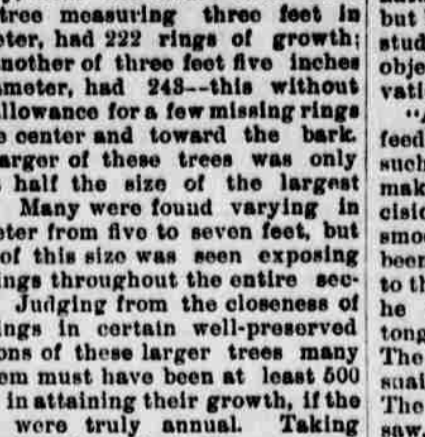 tree measuring three feet in
eter, had 222 rings of growth;
nother of three feet five inches
meter, had 243--this without
llowance for a few missing rings
e center and toward the bark.
arger of these trees was only
half the size of the largest
Many were found varying in
eter from five to seven feet, but
of this size was seen exposing
ings throughout the entire sec-
Judging from the closeness of
ings in certain well-preserved
ons of these larger trees many
em must have been at least 500
in attaining their growth, if the
were truly annual. Taking
but
stud
obje
vati
feed
such
mak
cisio
smo
been
to th
he
tong
The
The
saw.